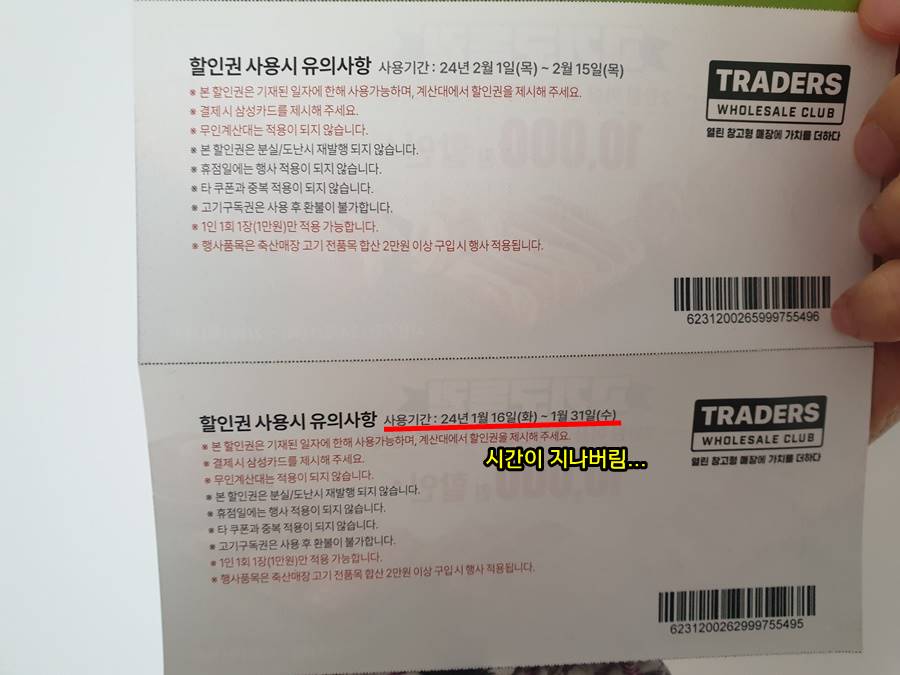 할인권 사용시 유의사항 사용기간 : 24년 2월 1일(목) ~ 2월 15일(목)
※ 본 할인권은 기재된 일자에 한해 사용가능하며, 계산대에서 할인권을 제시해 주세요.
※ 결제시 삼성카드를 제시해 주세요.
※ 무인계산대는 적용이 되지 않습니다.
※ 본 할인권은 분실/도난시 재발행 되지 않습니다.
※ 휴점일에는 행사 적용이 되지 않습니다.
※ 타 쿠폰과 중복 적용이 되지 않습니다.
※ 고기구독권은 사용 후 환불이 불가합니다.
※ 1인 1회 1장(1만원)만 적용 가능합니다.
※ 행사품목은 축산매장 고기 전품목 합산 2만원 이상 구입시 행사 적용됩니다.
TRADERS
WHOLESALE CLUB
열린 창고형 매장에 가치를 더하다
6231200265999755496
할인권 사용시 유의사항 사용기간 : 24년 1월 16일(화) ~ 1월 31일(수)
※ 본 할인권은 기재된 일자에 한해 사용가능하며, 계산대에서 할인권을 제시해 주세요.
※ 결제시 삼성카드를 제시해 주세요.
시간이 지나버림...
※ 무인계산대는 적용이 되지 않습니다.
※ 본 할인권은 분실/도난시 재발행 되지 않습니다.
※ 휴점일에는 행사 적용이 되지 않습니다.
※ 타 쿠폰과 중복 적용이 되지 않습니다.
※ 고기구독권은 사용 후 환불이 불가합니다.
※ 1인 1회 1장(1만원)만 적용 가능합니다.
※ 행사품목은 축산매장 고기 전품목 합산 2만원 이상 구입시 행사 적용됩니다.
TRADERS
WHOLESALE CLUB
열린 창고형 매장에 가치를 더하다
6231200262999755495